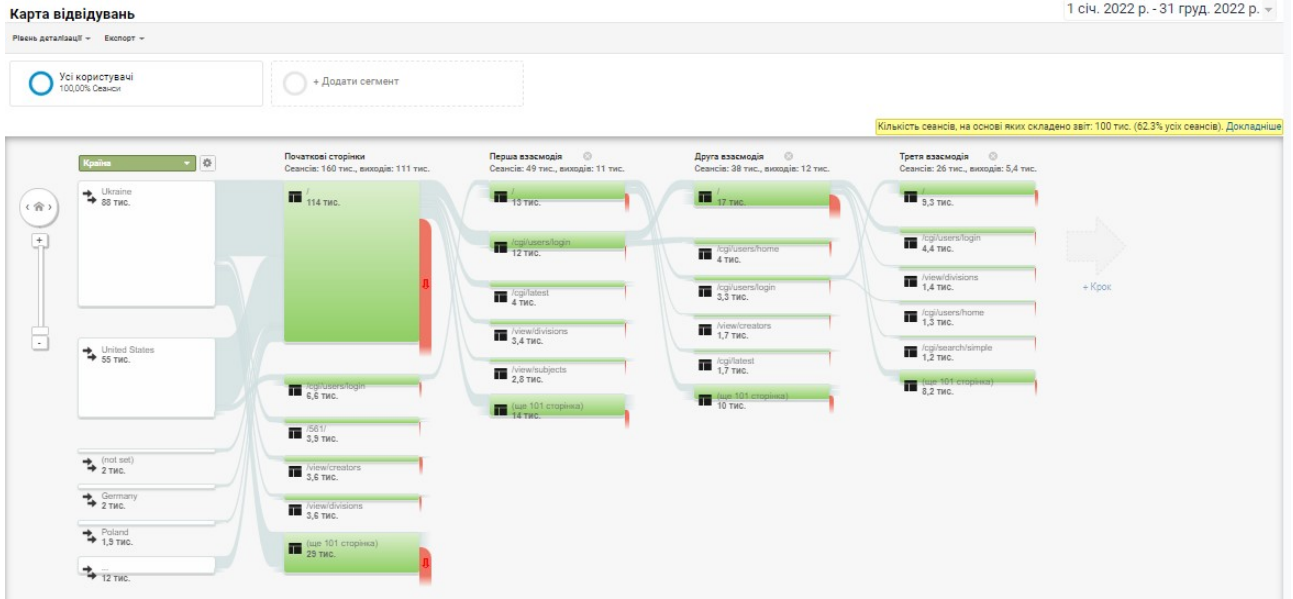 Карта відвідувань
1 січ. 2022 р. - 31 груд. 2022 р.
Рівень деталізації
Експорт
Усі користувачі
100,00% Сеанси
+ Додати сегмент
Кількість сеансів, на основі яких складено звіт: 100 тис. (62.3% усіх сеансів). Докладніше
Країна
Початкові сторінки
Сеансів: 160 тис., виходів: 111 тис.
Перша взаємодія
Сеансів: 49 тис., виходів: 11 тис.
Друга взаємодія
Сеансів: 38 тис., виходів: 12 тис.
Третя взаємодія
Сеансів: 26 тис., виходів: 5,4 тис.
Ukraine
88 тис.
United States
55 тис.
(not set)
2 тис.
Germany
2 тис.
Poland
1,9 тис.
...
12 тис.
/
114 тис.
/cgi/users/login
6,6 тис.
/561/
3,9 тис.
/view/creators
3,6 тис.
/view/divisions
3,6 тис.
(ще 101 сторінка)
29 тис.
/
13 тис.
/cgi/users/login
12 тис.
/cgi/latest
4 тис.
/view/divisions
3,4 тис.
/view/subjects
2,8 тис.
(ще 101 сторінка)
14 тис.
/
17 тис.
/cgi/users/home
4 тис.
/cgi/users/login
3,3 тис.
/view/creators
1,7 тис.
/cgi/latest
1,7 тис.
(ще 101 сторінка)
10 тис.
/
9,3 тис.
/cgi/users/login
4,4 тис.
/view/divisions
1,4 тис.
/cgi/users/home
1,3 тис.
/cgi/search/simple
1,2 тис.
(ще 101 сторінка)
8,2 тис.
+ Крок